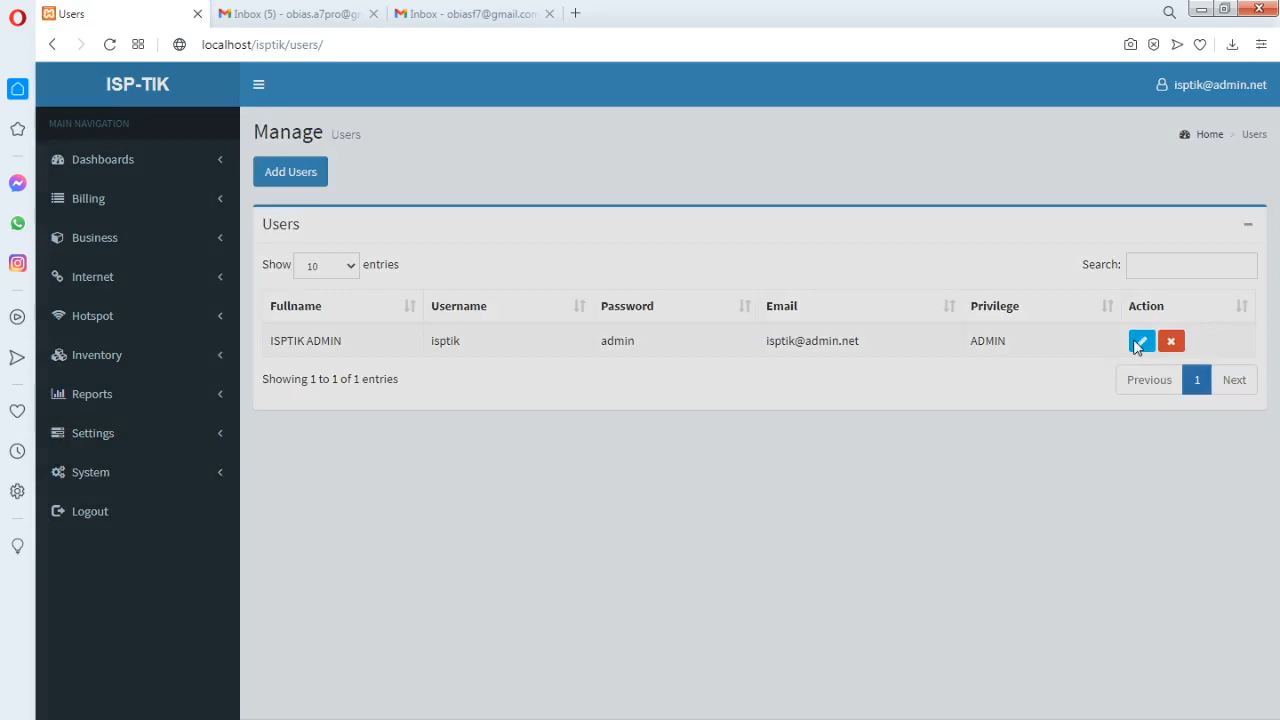 Users
Inbox (5) - obias.a7pro@g
Inbox - obiasf7@gmail.com
localhost/isptik/users/
ISP-TIK
isptik@admin.net
MAIN NAVIGATION
Dashboards
Billing
Business
Internet
Hotspot
Inventory
Reports
Settings
System
Logout
Manage Users
Home > Users
Add Users
Users
Show 10 entries
Search:
Fullname Username Password Email Privilege Action
ISPTIK ADMIN isptik admin isptik@admin.net ADMIN
Showing 1 to 1 of 1 entries
Previous 1 Next